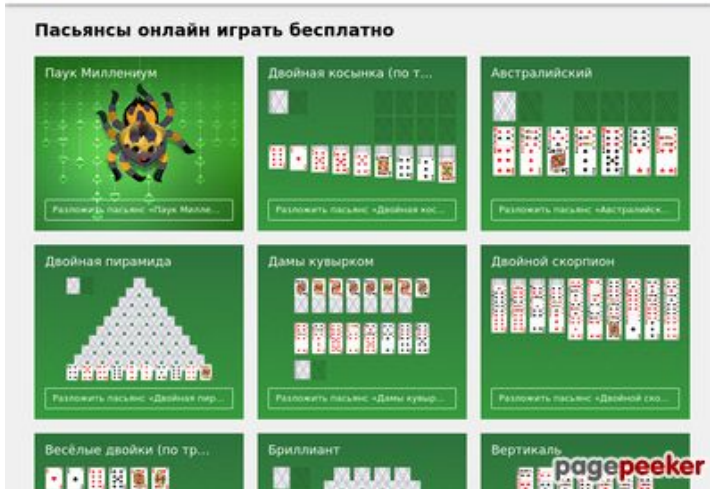 Пасьянсы онлайн играть бесплатно
Паук Миллениум
Двойная косынка (по т...
Австралийский
Разложить пасьянс «Паук Милле...
Разложить пасьянс «Двойная кос...
Разложить пасьянс «Австралийск...
Двойная пирамида
Дамы кувырком
Двойной скорпион
Разложить пасьянс «Двойная пир...
Разложить пасьянс «Дамы кувыр...
Разложить пасьянс «Двойной ско...
Весёлые двойки (по тр...
Бриллиант
Вертикаль
pagepeeker